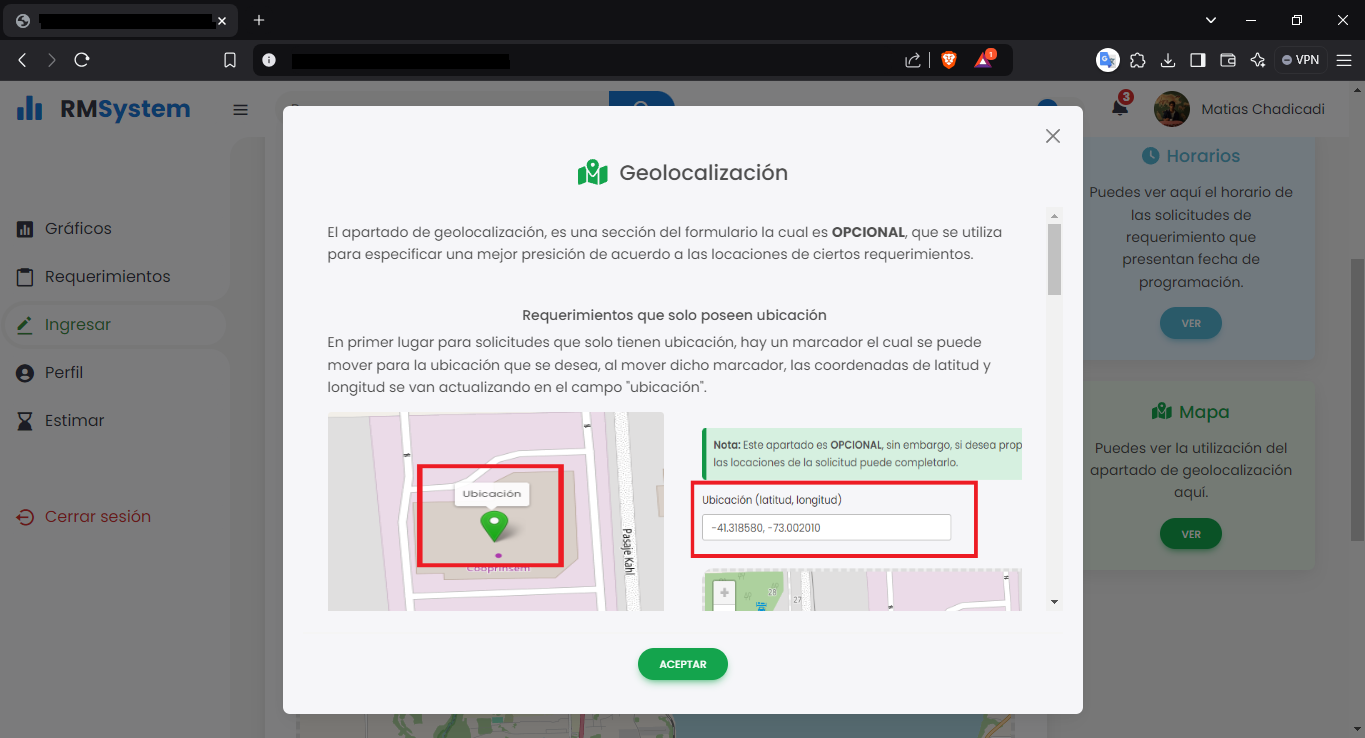 1
VPN
RMSystem
3
Matias Chadicadi
Gráficos
Requerimientos
Ingresar
Perfil
Estimar
Cerrar sesión
Geolocalización
El apartado de geolocalización, es una sección del formulario la cual es OPCIONAL, que se utiliza
para especificar una mejor presición de acuerdo a las locaciones de ciertos requerimientos.
Requerimientos que solo poseen ubicación
En primer lugar para solicitudes que solo tienen ubicación, hay un marcador el cual se puede
mover para la ubicación que se desea, al mover dicho marcador, las coordenadas de latitud y
longitud se van actualizando en el campo "ubicación".
Ubicación
Cooprinsem
Pasaje Kahl
Nota: Este apartado es OPCIONAL, sin embargo, si desea prop
las locaciones de la solicitud puede completarlo.
Ubicación (latitud, longitud)
-41.318580, -73.002010
+
28
27
ACEPTAR
Horarios
Puedes ver aquí el horario de
las solicitudes de
requerimiento que
presentan fecha de
programación.
VER
Mapa
Puedes ver la utilización del
apartado de geolocalización
aquí.
VER